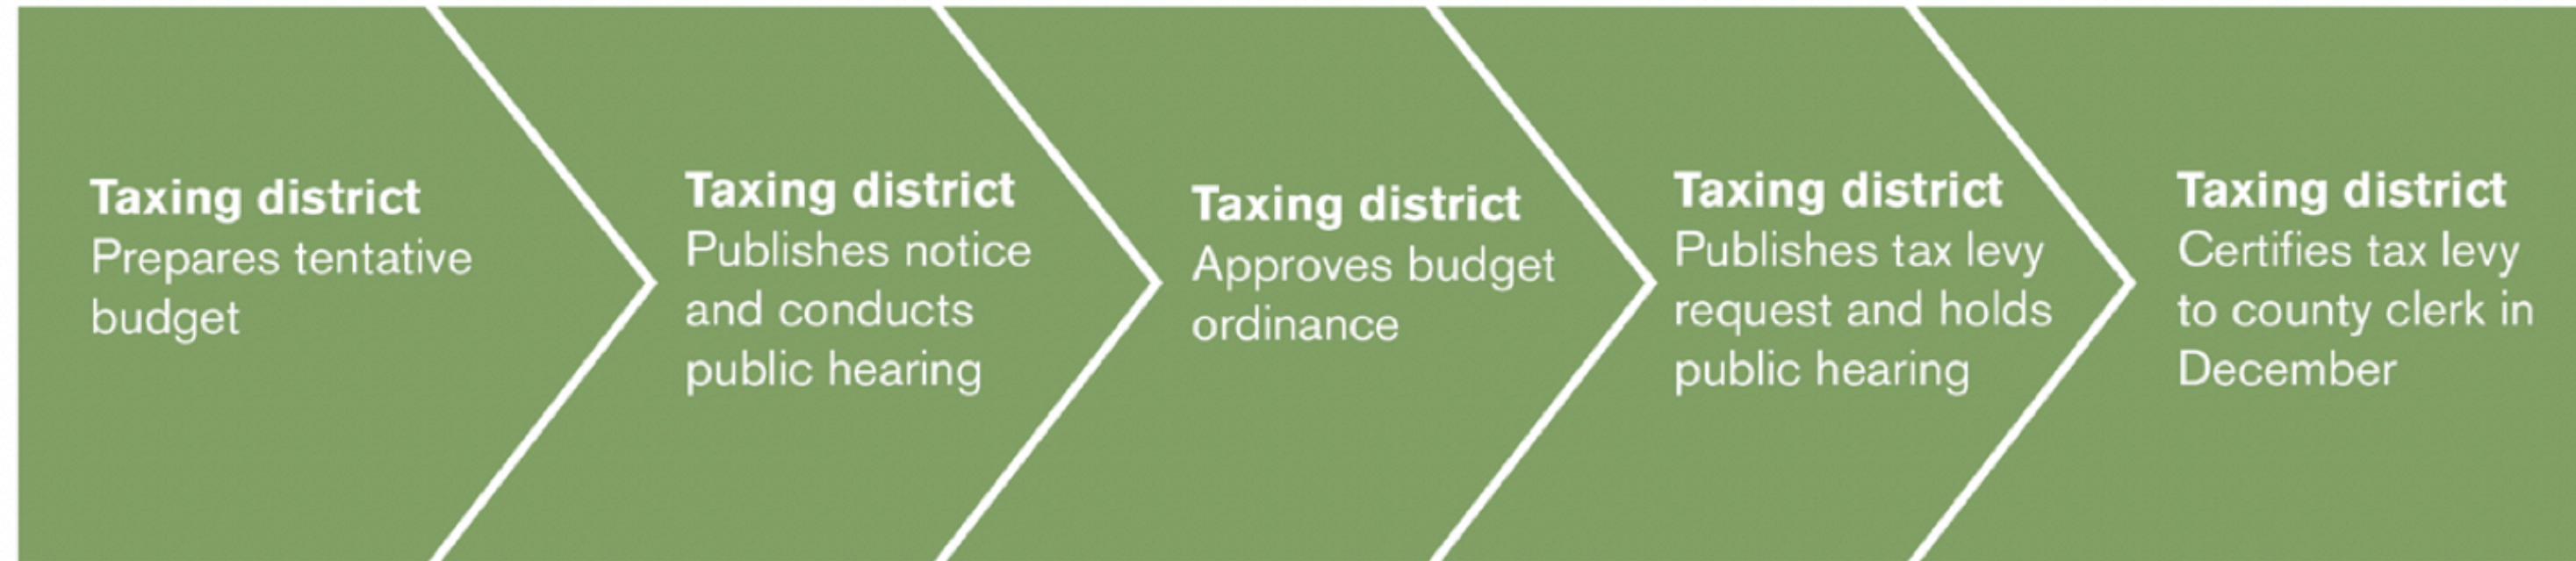 Taxing district
Prepares tentative
budget
Taxing district
Publishes notice
and conducts
public hearing
Taxing district
Approves budget
ordinance
Taxing district
Publishes tax levy
request and holds
public hearing
Taxing district
Certifies tax levy
to county clerk in
December